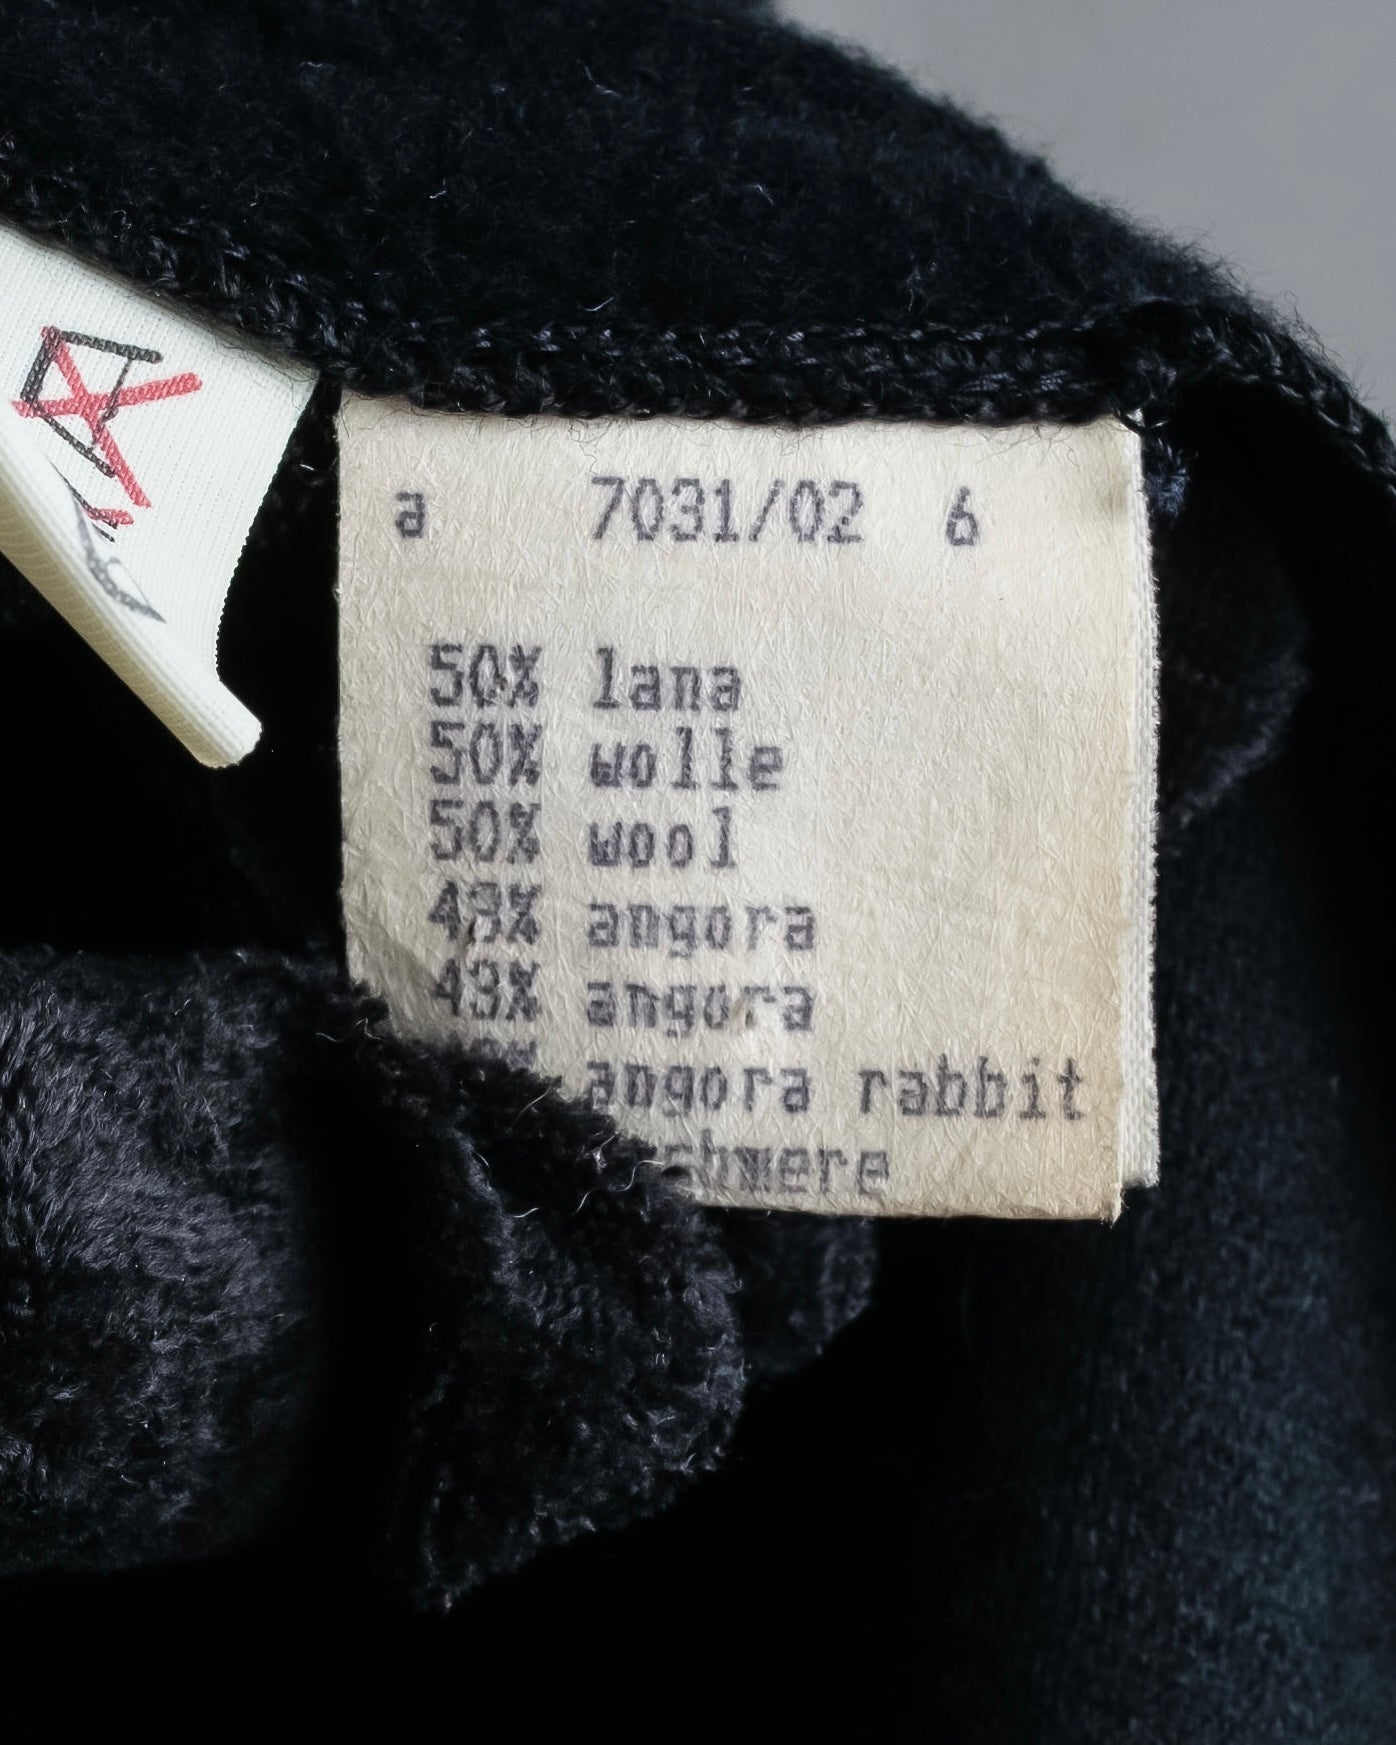 a 7031/02 6
50% lana
50% wolle
50% wool
43% angora
43% angora
angora rabbit